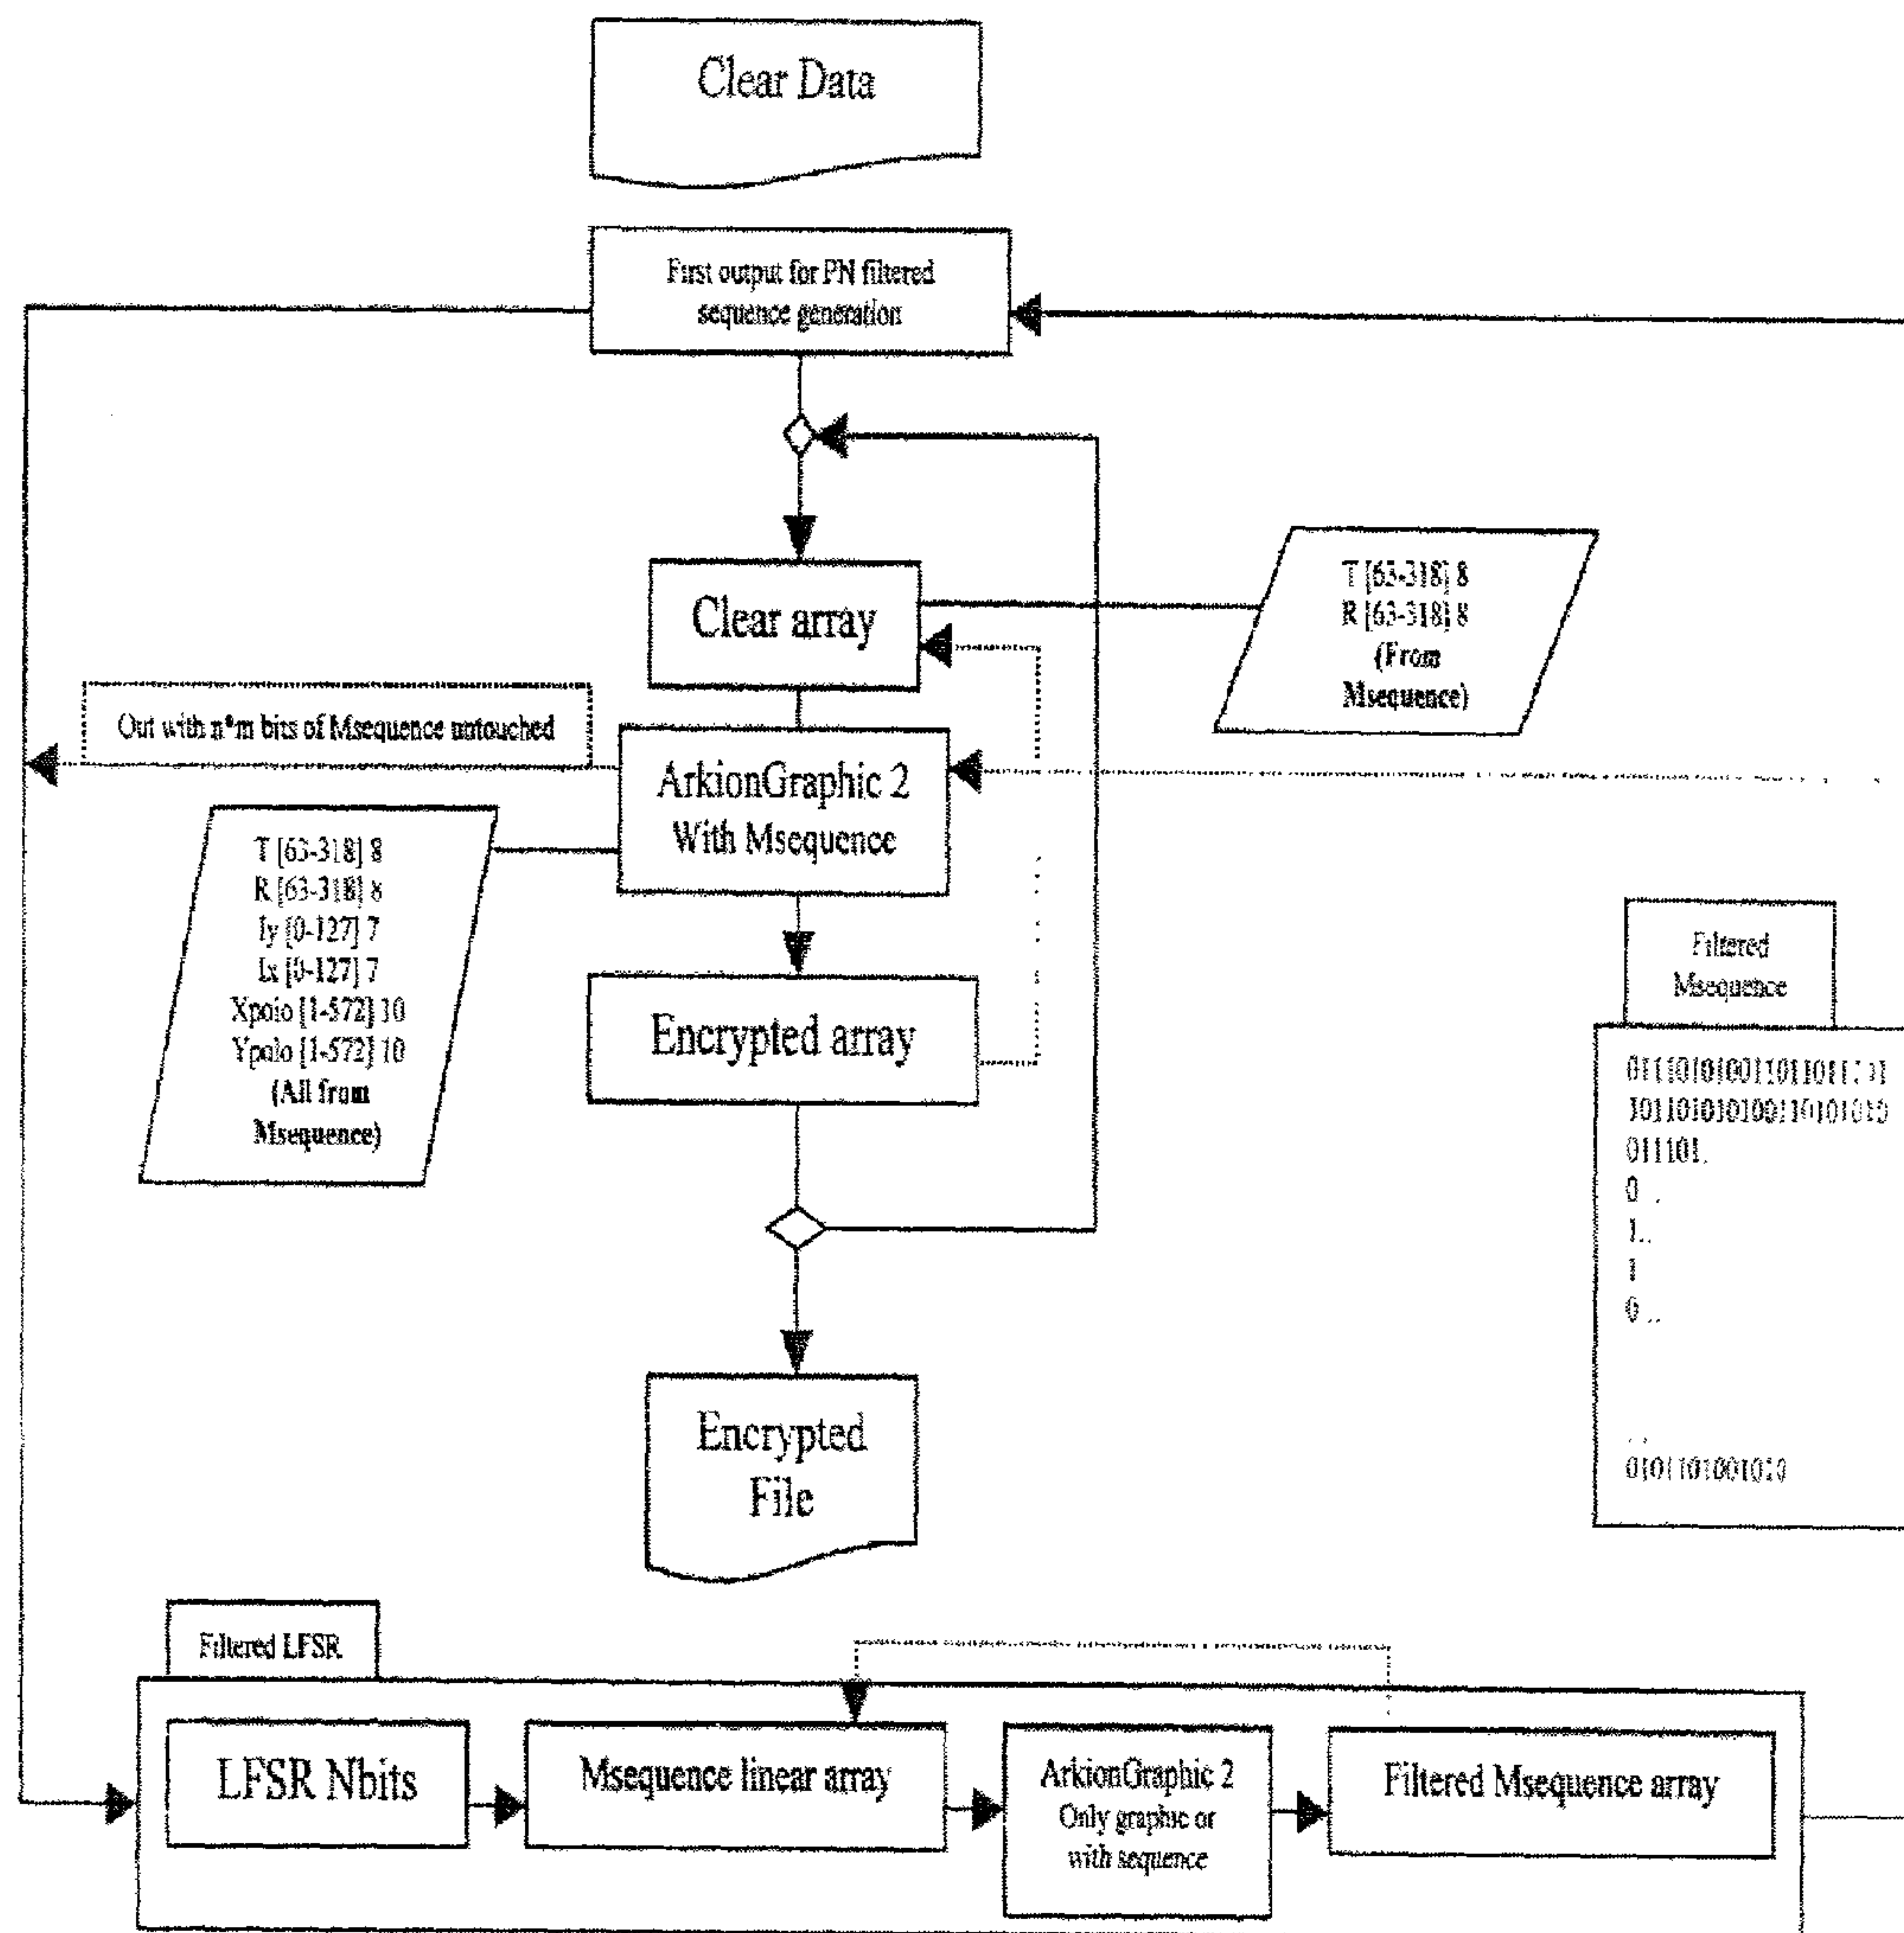 Clear Data
First output for PN filtered
sequence generation
Clear array
T [63-318] 8
R [63-318] 8
(From
Msequence)
Out with n*m bits of Msequence untouched
ArkionGraphic 2
With Msequence
T [63-318] 8
R [63-318] 8
Iy [0-127] 7
Ix [0-127] 7
Xpolo [1-572] 10
Ypolo [1-572] 10
(All from
Msequence)
Encrypted array
Filtered
Msequence
101101010100110101010
011101.
0 .
1..
1
0 ..
. .
0101101001010
Encrypted
File
Filtered LFSR
LFSR Nbits
Msequence linear array
ArkionGraphic 2
Only graphic or
with sequence
Filtered Msequence array